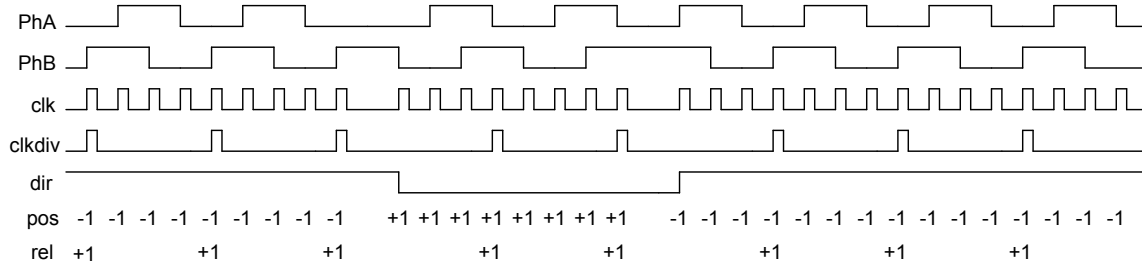 PhA
PhB
clk
clkdiv
dir
pos -1 -1 -1 -1 -1 -1 -1 -1 -1 +1 +1 +1 +1 +1 +1 +1 +1 -1 -1 -1 -1 -1 -1 -1 -1 -1 -1 -1 -1 -1 -1 -1
rel +1 +1 +1 +1 +1 +1 +1 +1